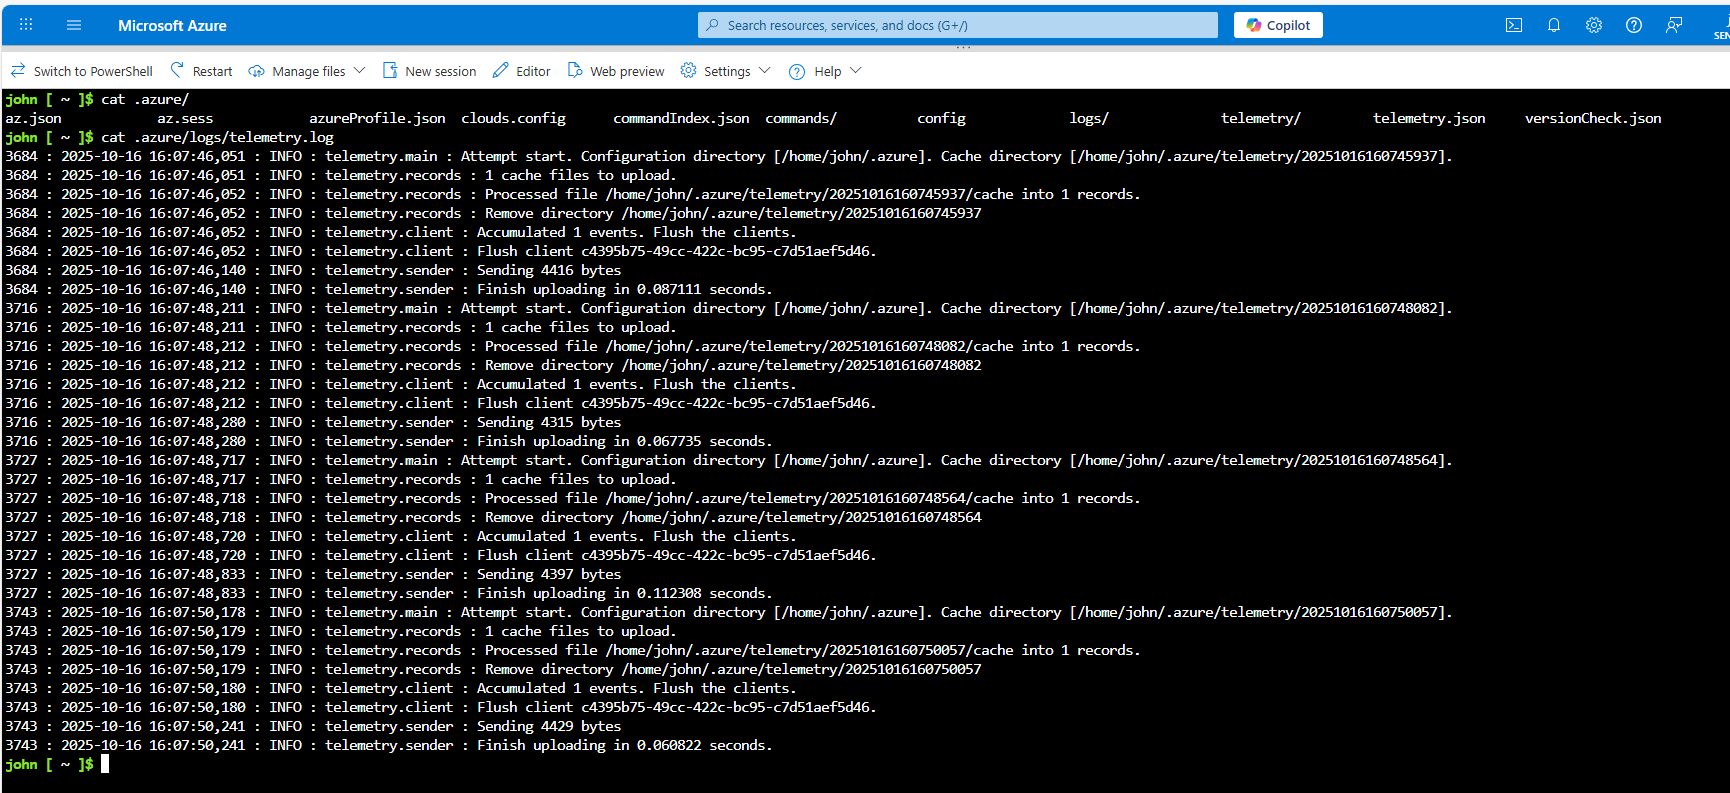 Microsoft Azure
Search resources, services, and docs (G+/)
Copilot
Switch to PowerShell Restart Manage files New session Editor Web preview Settings Help
john [ ~ ]$ cat .azure/
az.json az.sess azureProfile.json clouds.config commandIndex.json commands/ config logs/ telemetry/ telemetry.json versionCheck.json
john [ ~ ]$ cat .azure/logs/telemetry.log
3684 : 2025-10-16 16:07:46,051 : INFO : telemetry.main : Attempt start. Configuration directory [/home/john/.azure]. Cache directory [/home/john/.azure/telemetry/20251016160745937].
3684 : 2025-10-16 16:07:46,051 : INFO : telemetry.records : 1 cache files to upload.
3684 : 2025-10-16 16:07:46,052 : INFO : telemetry.records : Processed file /home/john/.azure/telemetry/20251016160745937/cache into 1 records.
3684 : 2025-10-16 16:07:46,052 : INFO : telemetry.records : Remove directory /home/john/.azure/telemetry/20251016160745937
3684 : 2025-10-16 16:07:46,052 : INFO : telemetry.client : Accumulated 1 events. Flush the clients.
3684 : 2025-10-16 16:07:46,052 : INFO : telemetry.client : Flush client c4395b75-49cc-422c-bc95-c7d51aef5d46.
3684 : 2025-10-16 16:07:46,140 : INFO : telemetry.sender : Sending 4416 bytes
3684 : 2025-10-16 16:07:46,140 : INFO : telemetry.sender : Finish uploading in 0.087111 seconds.
3716 : 2025-10-16 16:07:48,211 : INFO : telemetry.main : Attempt start. Configuration directory [/home/john/.azure]. Cache directory [/home/john/.azure/telemetry/20251016160748082].
3716 : 2025-10-16 16:07:48,211 : INFO : telemetry.records : 1 cache files to upload.
3716 : 2025-10-16 16:07:48,212 : INFO : telemetry.records : Processed file /home/john/.azure/telemetry/20251016160748082/cache into 1 records.
3716 : 2025-10-16 16:07:48,212 : INFO : telemetry.records : Remove directory /home/john/.azure/telemetry/20251016160748082
3716 : 2025-10-16 16:07:48,212 : INFO : telemetry.client : Accumulated 1 events. Flush the clients.
3716 : 2025-10-16 16:07:48,212 : INFO : telemetry.client : Flush client c4395b75-49cc-422c-bc95-c7d51aef5d46.
3716 : 2025-10-16 16:07:48,280 : INFO : telemetry.sender : Sending 4315 bytes
3716 : 2025-10-16 16:07:48,280 : INFO : telemetry.sender : Finish uploading in 0.067735 seconds.
3727 : 2025-10-16 16:07:48,717 : INFO : telemetry.main : Attempt start. Configuration directory [/home/john/.azure]. Cache directory [/home/john/.azure/telemetry/20251016160748564].
3727 : 2025-10-16 16:07:48,717 : INFO : telemetry.records : 1 cache files to upload.
3727 : 2025-10-16 16:07:48,718 : INFO : telemetry.records : Processed file /home/john/.azure/telemetry/20251016160748564/cache into 1 records.
3727 : 2025-10-16 16:07:48,718 : INFO : telemetry.records : Remove directory /home/john/.azure/telemetry/20251016160748564
3727 : 2025-10-16 16:07:48,720 : INFO : telemetry.client : Accumulated 1 events. Flush the clients.
3727 : 2025-10-16 16:07:48,720 : INFO : telemetry.client : Flush client c4395b75-49cc-422c-bc95-c7d51aef5d46.
3727 : 2025-10-16 16:07:48,833 : INFO : telemetry.sender : Sending 4397 bytes
3727 : 2025-10-16 16:07:48,833 : INFO : telemetry.sender : Finish uploading in 0.112308 seconds.
3743 : 2025-10-16 16:07:50,178 : INFO : telemetry.main : Attempt start. Configuration directory [/home/john/.azure]. Cache directory [/home/john/.azure/telemetry/20251016160750057].
3743 : 2025-10-16 16:07:50,179 : INFO : telemetry.records : 1 cache files to upload.
3743 : 2025-10-16 16:07:50,179 : INFO : telemetry.records : Processed file /home/john/.azure/telemetry/20251016160750057/cache into 1 records.
3743 : 2025-10-16 16:07:50,179 : INFO : telemetry.records : Remove directory /home/john/.azure/telemetry/20251016160750057
3743 : 2025-10-16 16:07:50,180 : INFO : telemetry.client : Accumulated 1 events. Flush the clients.
3743 : 2025-10-16 16:07:50,180 : INFO : telemetry.client : Flush client c4395b75-49cc-422c-bc95-c7d51aef5d46.
3743 : 2025-10-16 16:07:50,241 : INFO : telemetry.sender : Sending 4429 bytes
3743 : 2025-10-16 16:07:50,241 : INFO : telemetry.sender : Finish uploading in 0.060822 seconds.
john [ ~ ]$